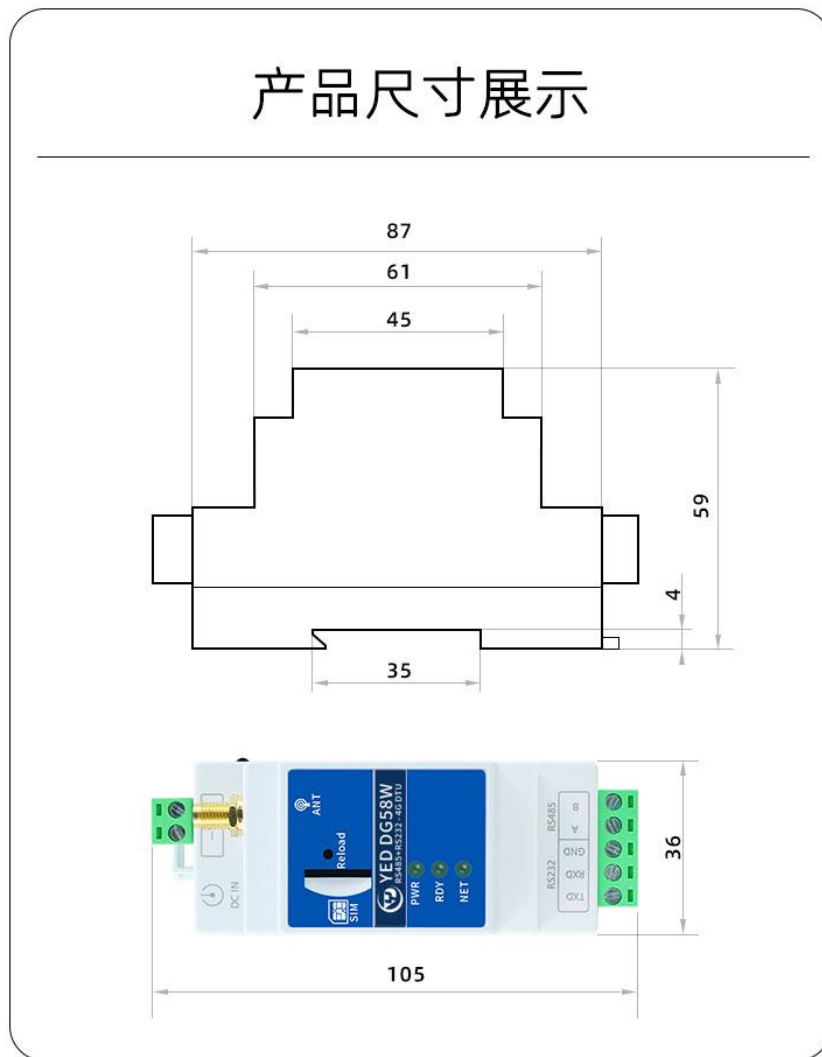 产品尺寸展示
87
61
45
59
4
35
ANT
Reload
SIM
YED DG58W
RS485+RS232 - 4G DTU
PWR
RDY
NET
DC IN
RS485
B
A
RS232
GND
RXD
TXD
36
105